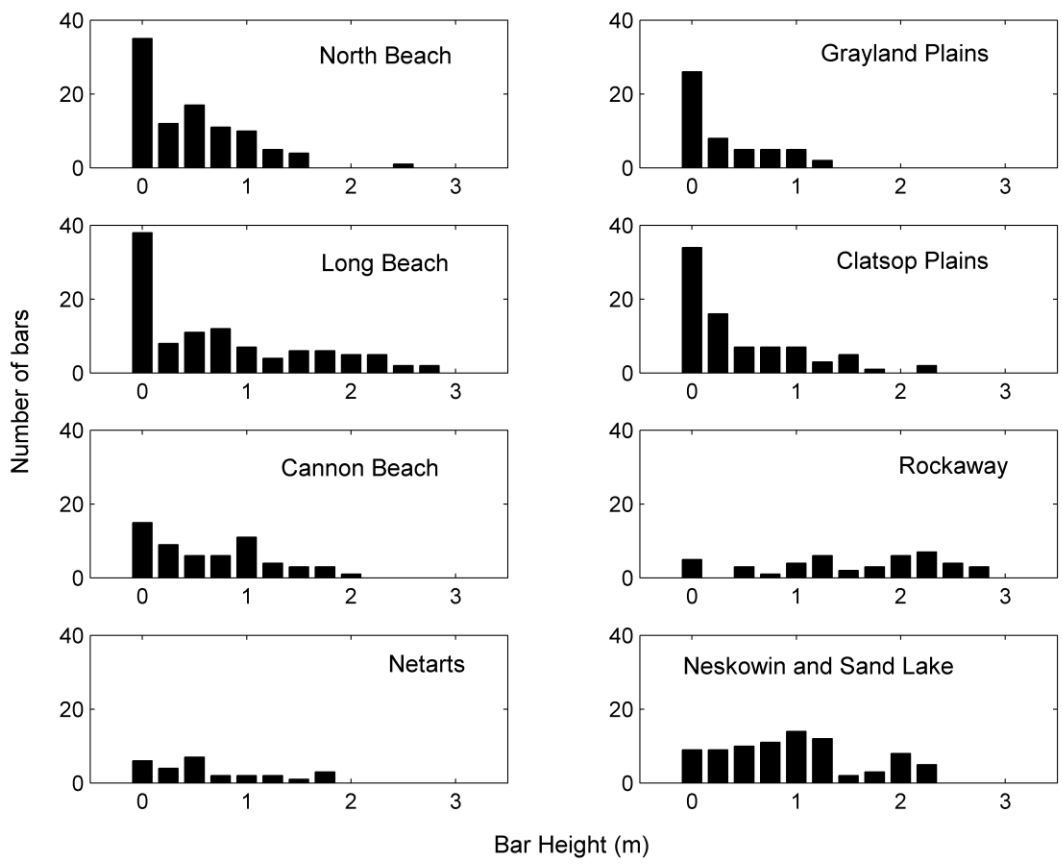 40
20
0
0 1 2 3
North Beach
40
20
0
0 1 2 3
Grayland Plains
40
20
0
0 1 2 3
Long Beach
40
20
0
0 1 2 3
Clatsop Plains
Number of bars
40
20
0
0 1 2 3
Cannon Beach
40
20
0
0 1 2 3
Rockaway
40
20
0
0 1 2 3
Netarts
40
20
0
0 1 2 3
Neskowin and Sand Lake
Bar Height (m)